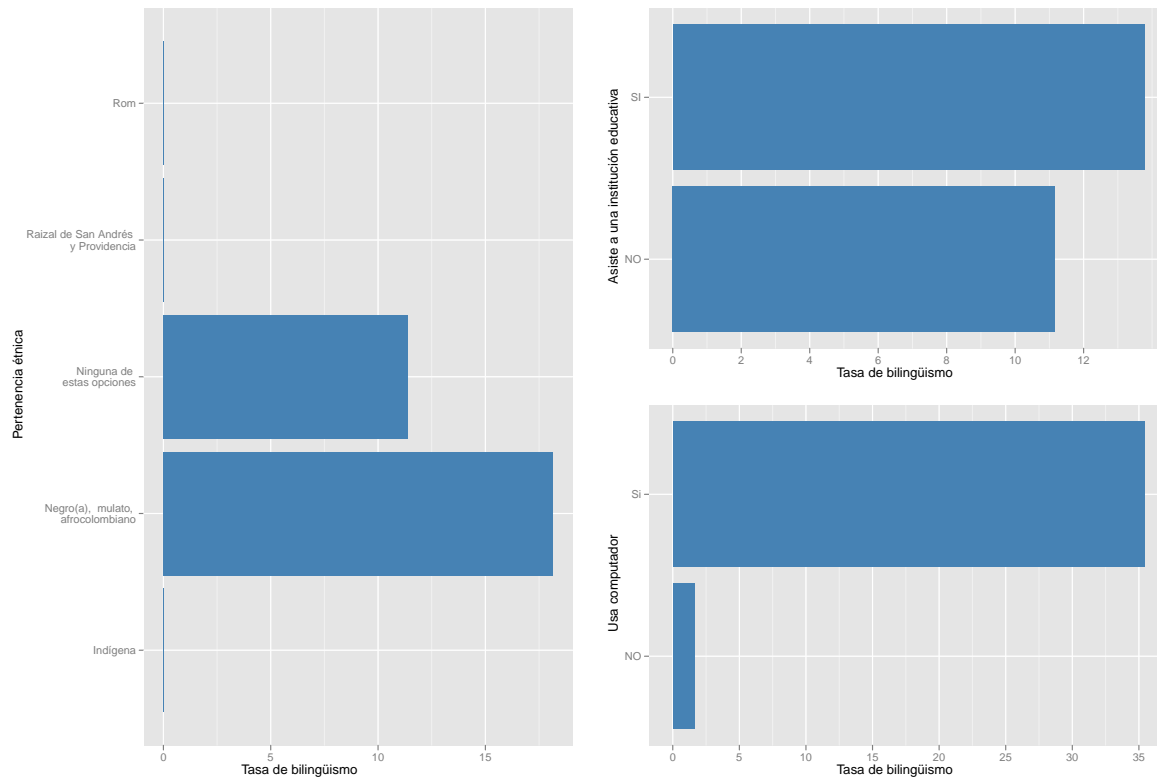 Pertenencia étnica
Rom
Raizal de San Andrés
y Providencia
Ninguna de
estas opciones
Negro(a), mulato,
afrocolombiano
Indígena
0 5 10 15
Tasa de bilingüismo
Asiste a una institución educativa
SI
NO
0 2 4 6 8 10 12
Tasa de bilingüismo
Usa computador
Si
NO
0 5 10 15 20 25 30 35
Tasa de bilingüismo